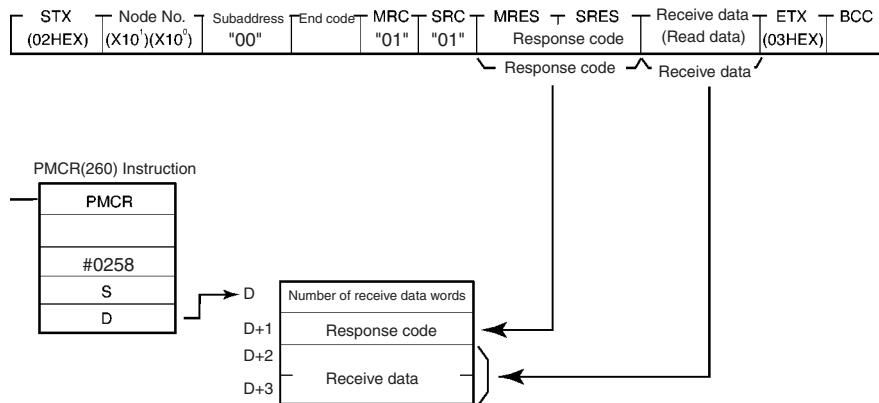 STX Node No. Subaddress End code MRC SRC MRES SRES Receive data ETX BCC
(02HEX) (X10¹)(X10⁰) "00" "01" "01" Response code (Read data) (03HEX)
Response code Receive data
PMCR(260) Instruction
PMCR
#0258
S
D
D Number of receive data words
D+1 Response code
D+2
Receive data
D+3